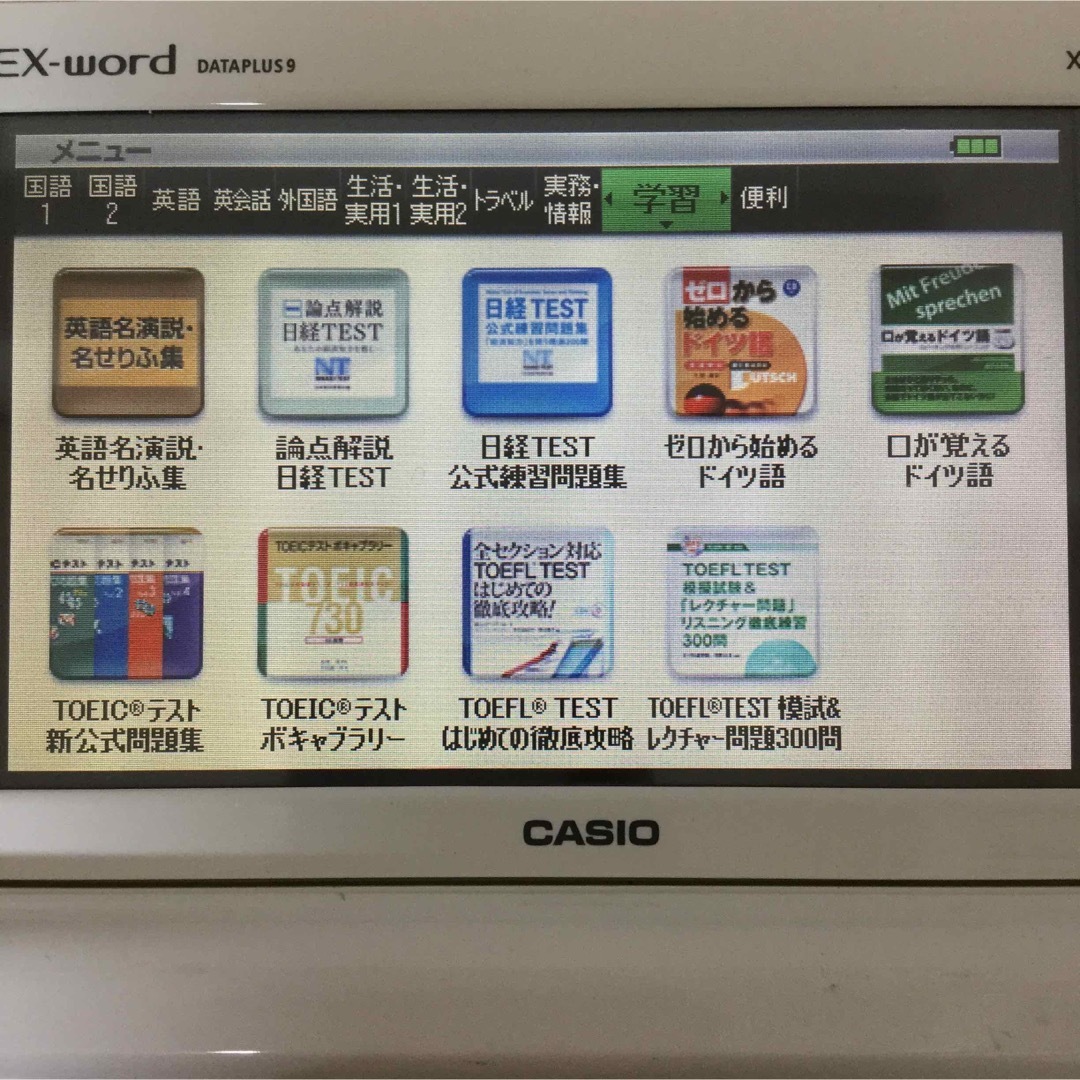 EX-word DATAPLUS9
X
メニュー
国語1
国語2
英語
英会話
外国語
生活・実用1
生活・実用2
トラベル
実務・情報
学習
便利
英語名演説・
名せりふ集
論点解説
日経TEST
NT
日経TEST
公式練習問題集
NT
ゼロから
始める
ドイツ語
DEUTSCH
Mit Freude
sprechen
口が覚えるドイツ語
英語名演説・
名せりふ集
論点解説
日経TEST
日経TEST
公式練習問題集
ゼロから始める
ドイツ語
口が覚える
ドイツ語
テスト テスト テスト
TOEICテストボキャブラリー
TOEIC
730
全セクション対応
TOEFL TEST
はじめての
徹底攻略!
TOEFL TEST
模擬試験&
「レクチャー問題」
リスニング徹底練習
300問
TOEIC®テスト
新公式問題集
TOEIC®テスト
ボキャブラリー
TOEFL® TEST
はじめての徹底攻略
TOEFL®TEST 模試&
レクチャー問題300問
CASIO